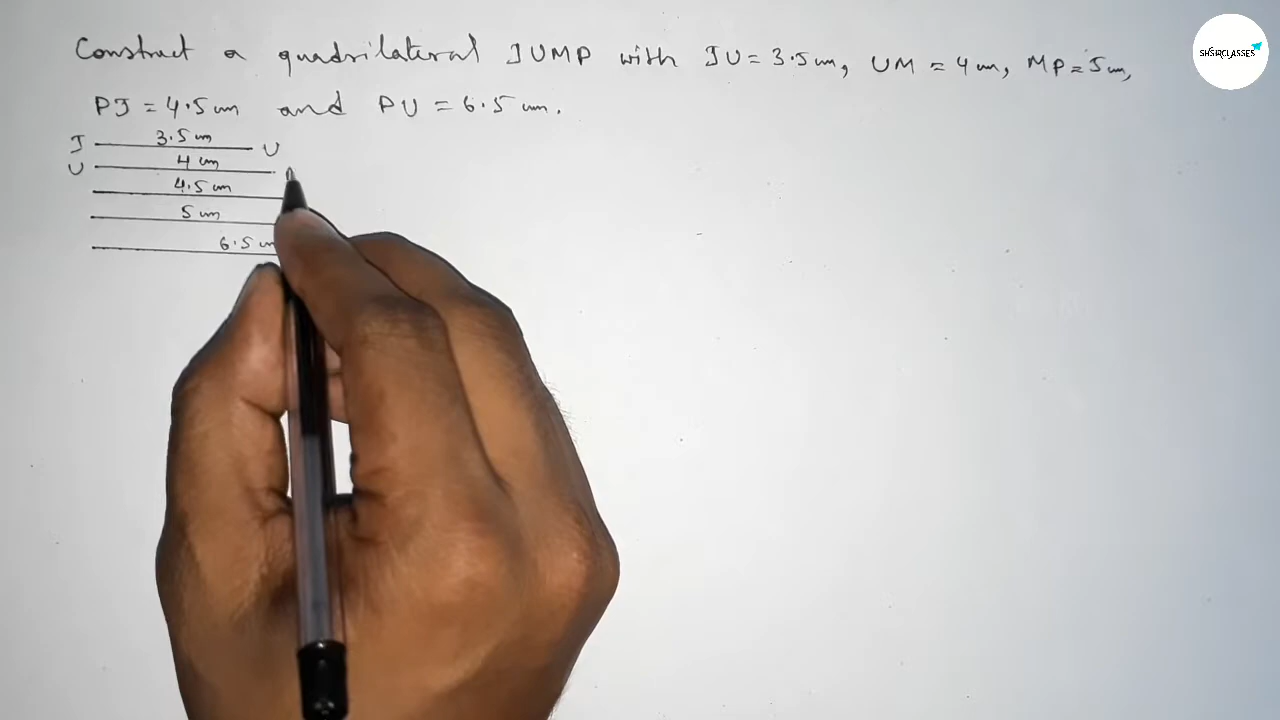 Construct a quadrilateral JUMP with JU = 3.5 cm, UM = 4 cm, MP = 5 cm,
PJ = 4.5 cm and PU = 6.5 cm.
J 3.5 cm U
U 4 cm
4.5 cm
5 cm
6.5
SHSIRCLASSES